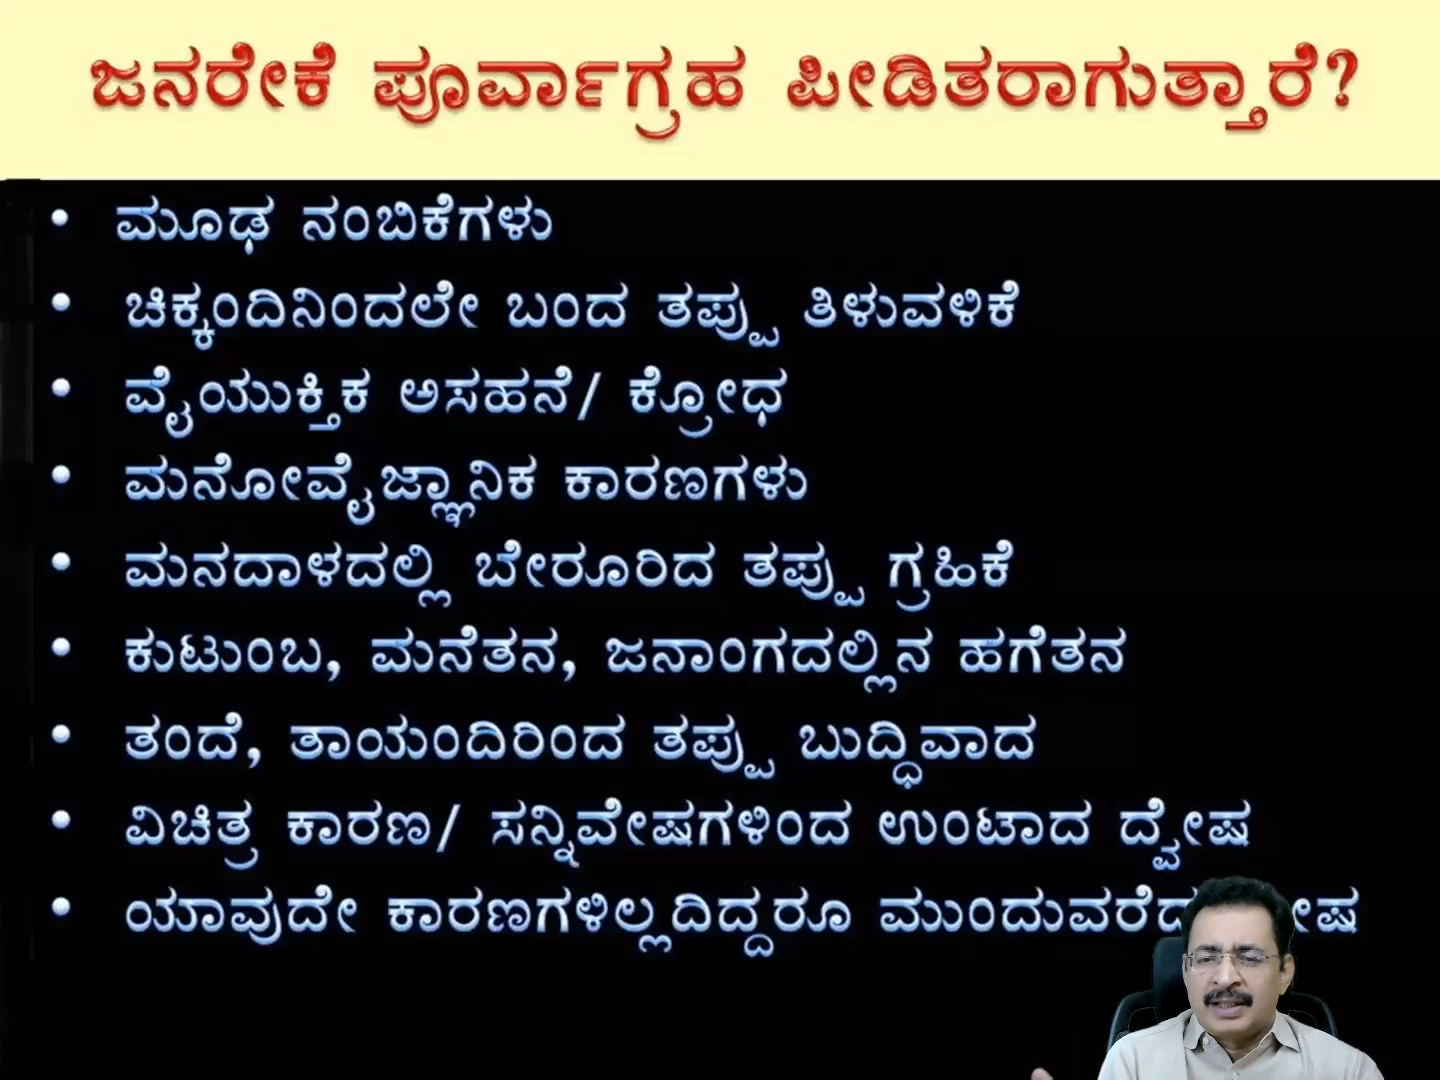 ಜನರೇಕೆ ಪೂರ್ವಾಗ್ರಹ ಪೀಡಿತರಾಗುತ್ತಾರೆ?
• ಮೂಢ ನಂಬಿಕೆಗಳು
• ಚಿಕ್ಕಂದಿನಿಂದಲೇ ಬಂದ ತಪ್ಪು ತಿಳುವಳಿಕೆ
• ವೈಯುಕ್ತಿಕ ಅಸಹನೆ/ ಕ್ರೋಧ
• ಮನೋವೈಜ್ಞಾನಿಕ ಕಾರಣಗಳು
• ಮನದಾಳದಲ್ಲಿ ಬೇರೂರಿದ ತಪ್ಪು ಗ್ರಹಿಕೆ
• ಕುಟುಂಬ, ಮನೆತನ, ಜನಾಂಗದಲ್ಲಿನ ಹಗೆತನ
• ತಂದೆ, ತಾಯಂದಿರಿಂದ ತಪ್ಪು ಬುದ್ಧಿವಾದ
• ವಿಚಿತ್ರ ಕಾರಣ/ ಸನ್ನಿವೇಷಗಳಿಂದ ಉಂಟಾದ ದ್ವೇಷ
• ಯಾವುದೇ ಕಾರಣಗಳಿಲ್ಲದಿದ್ದರೂ